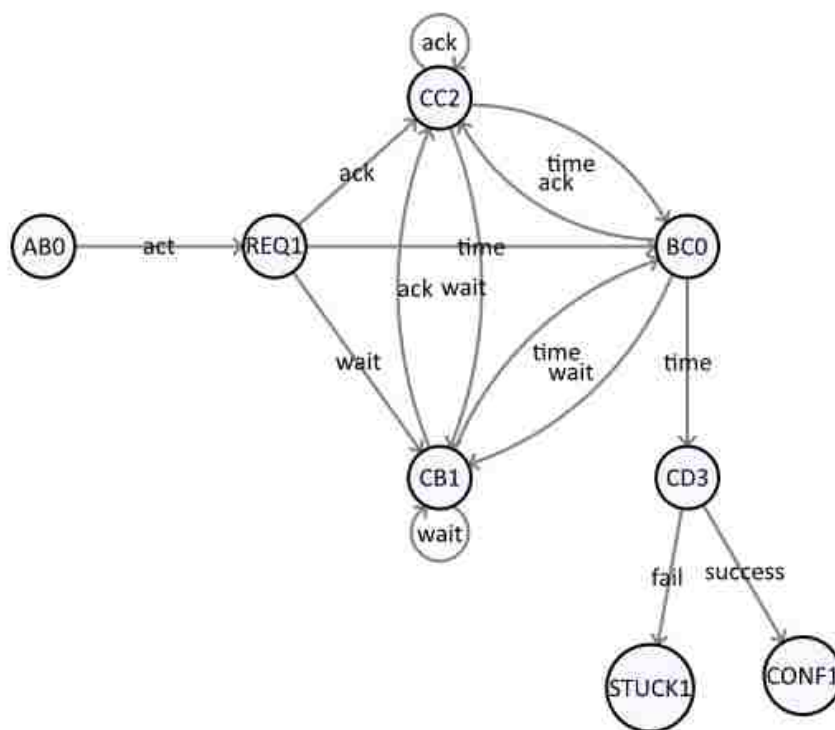 ack
CC2
time
ack
ack
AB0
act
REQ1
time
BC0
ack wait
time
wait
wait
time
CB1
CD3
wait
fail
success
STUCK1
CONF1